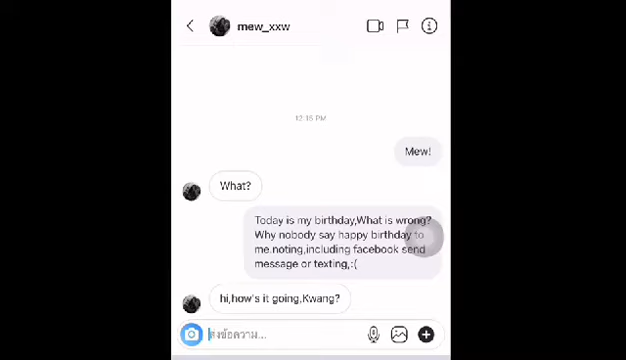 mew_xxw
12:15 PM
Mew!
What?
Today is my birthday,What is wrong?
Why nobody say happy birthday to
me.noting,including facebook send
message or texting,:(
hi,how's it going,Kwang?
ส่งข้อความ...